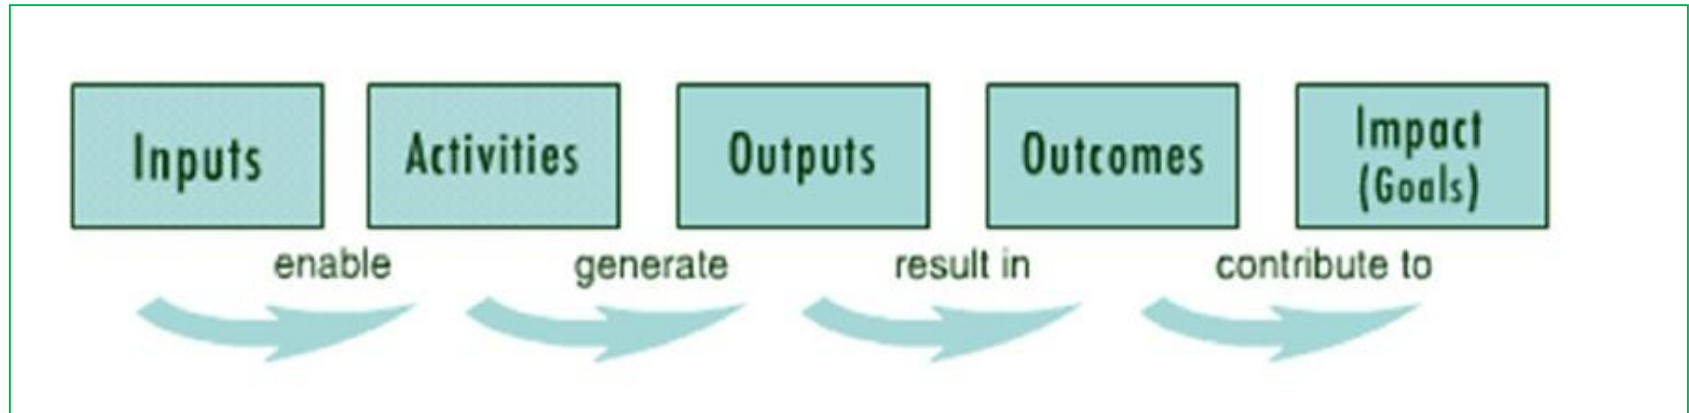 Inputs
Activities
Outputs
Outcomes
Impact
(Goals)
enable
generate
result in
contribute to